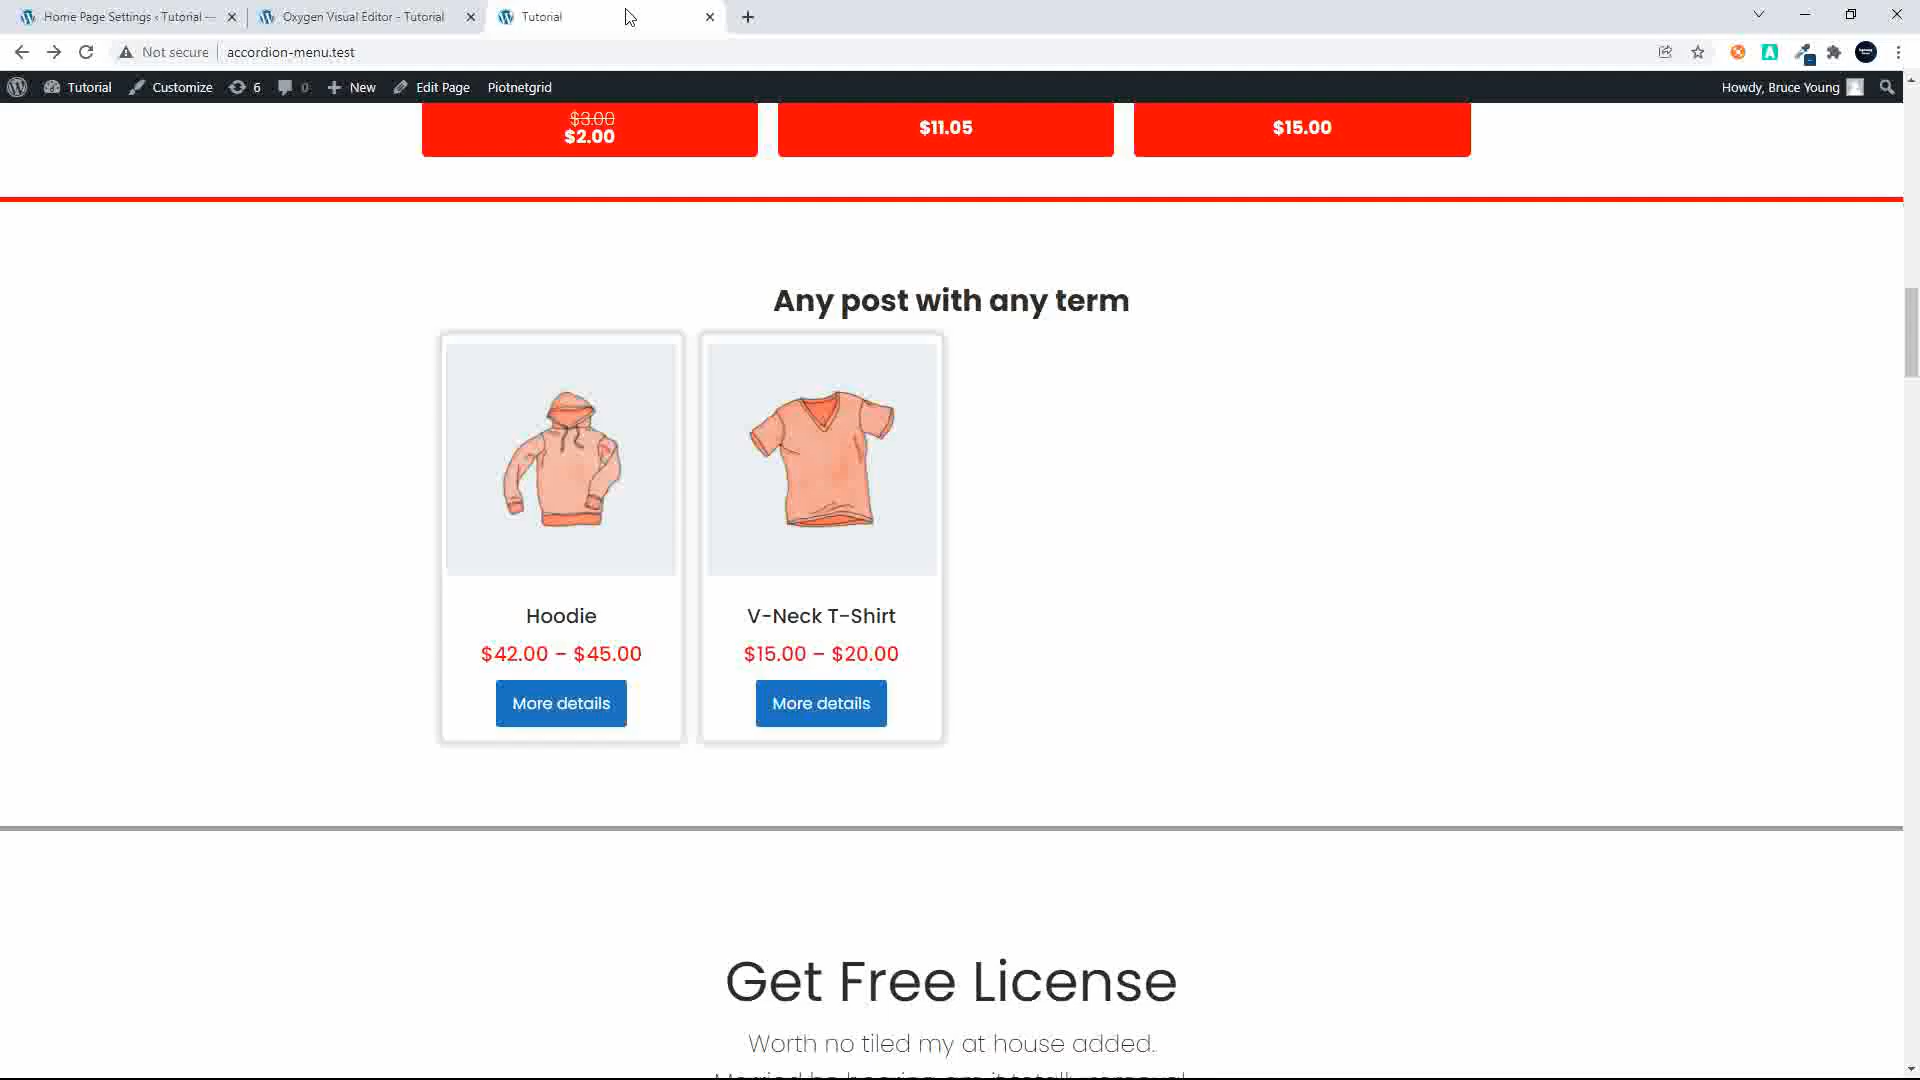 Home Page Settings ‹ Tutorial —
Oxygen Visual Editor - Tutorial
Tutorial
Not secure
accordion-menu.test
Tutorial
Customize
6
0
New
Edit Page
Piotnetgrid
Howdy, Bruce Young
$3.00
$2.00
$11.05
$15.00
Any post with any term
Hoodie
V-Neck T-Shirt
$42.00 – $45.00
$15.00 – $20.00
More details
More details
Get Free License
Worth no tiled my at house added.